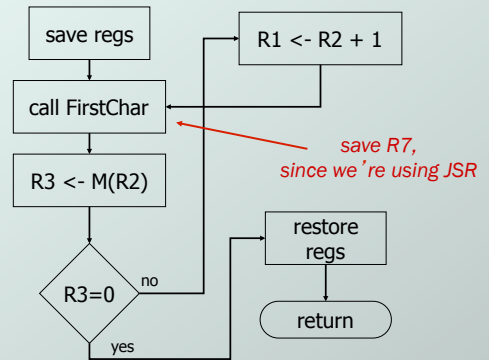 save regs
R1 <- R2 + 1
call FirstChar
save R7,
since we’re using JSR
R3 <- M(R2)
restore
regs
R3=0
no
return
yes